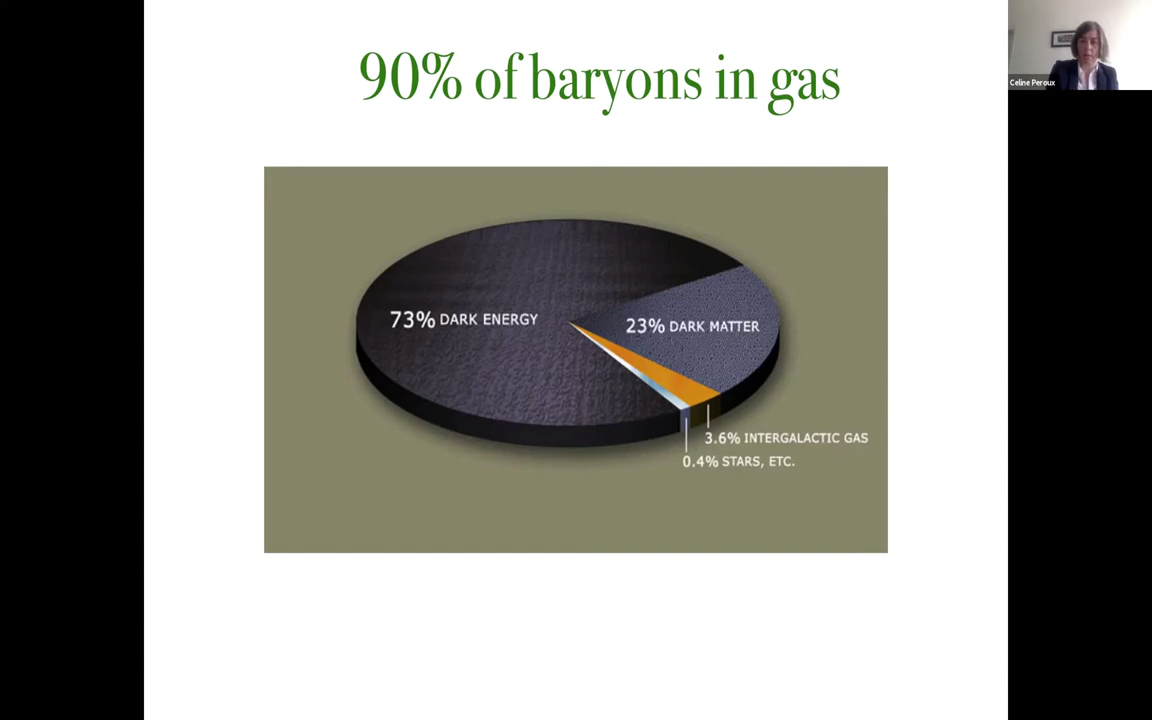 90% of baryons in gas
Celine Peroux
73% DARK ENERGY
23% DARK MATTER
3.6% INTERGALACTIC GAS
0.4% STARS, ETC.